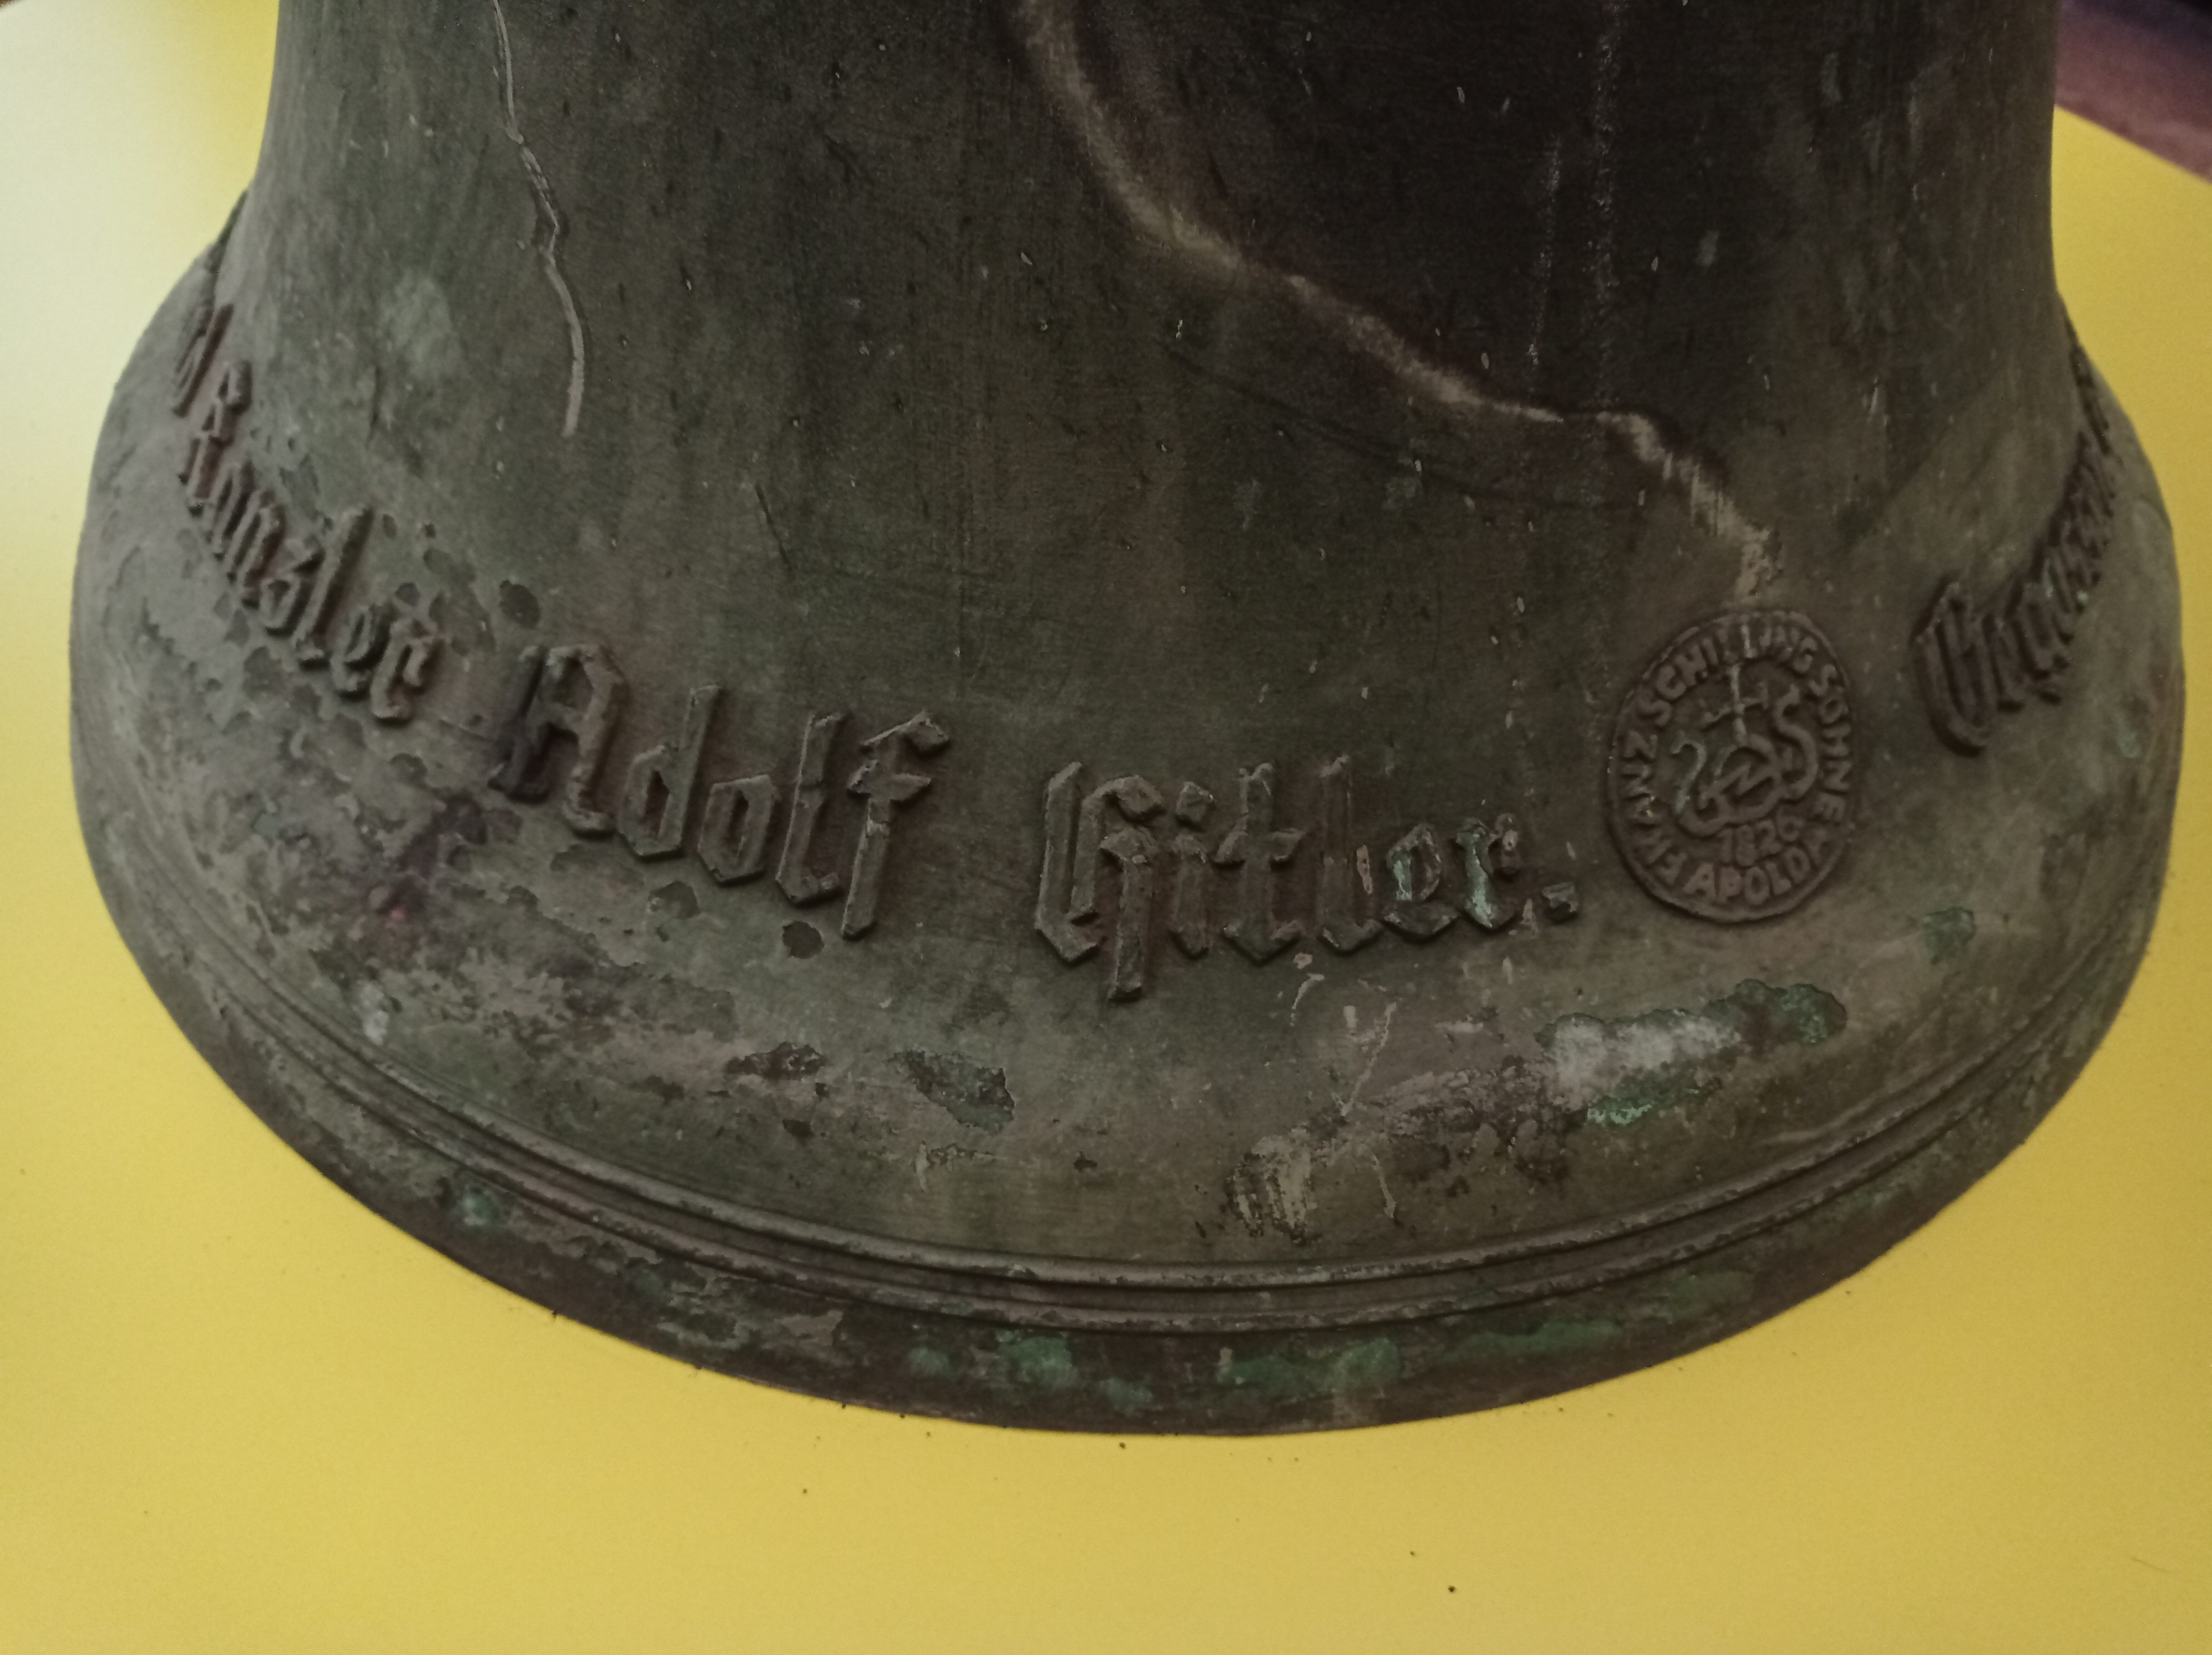 Kanzler Adolf Hitler.
FRANZ SCHILLING SÖHNE APOLDA
1826